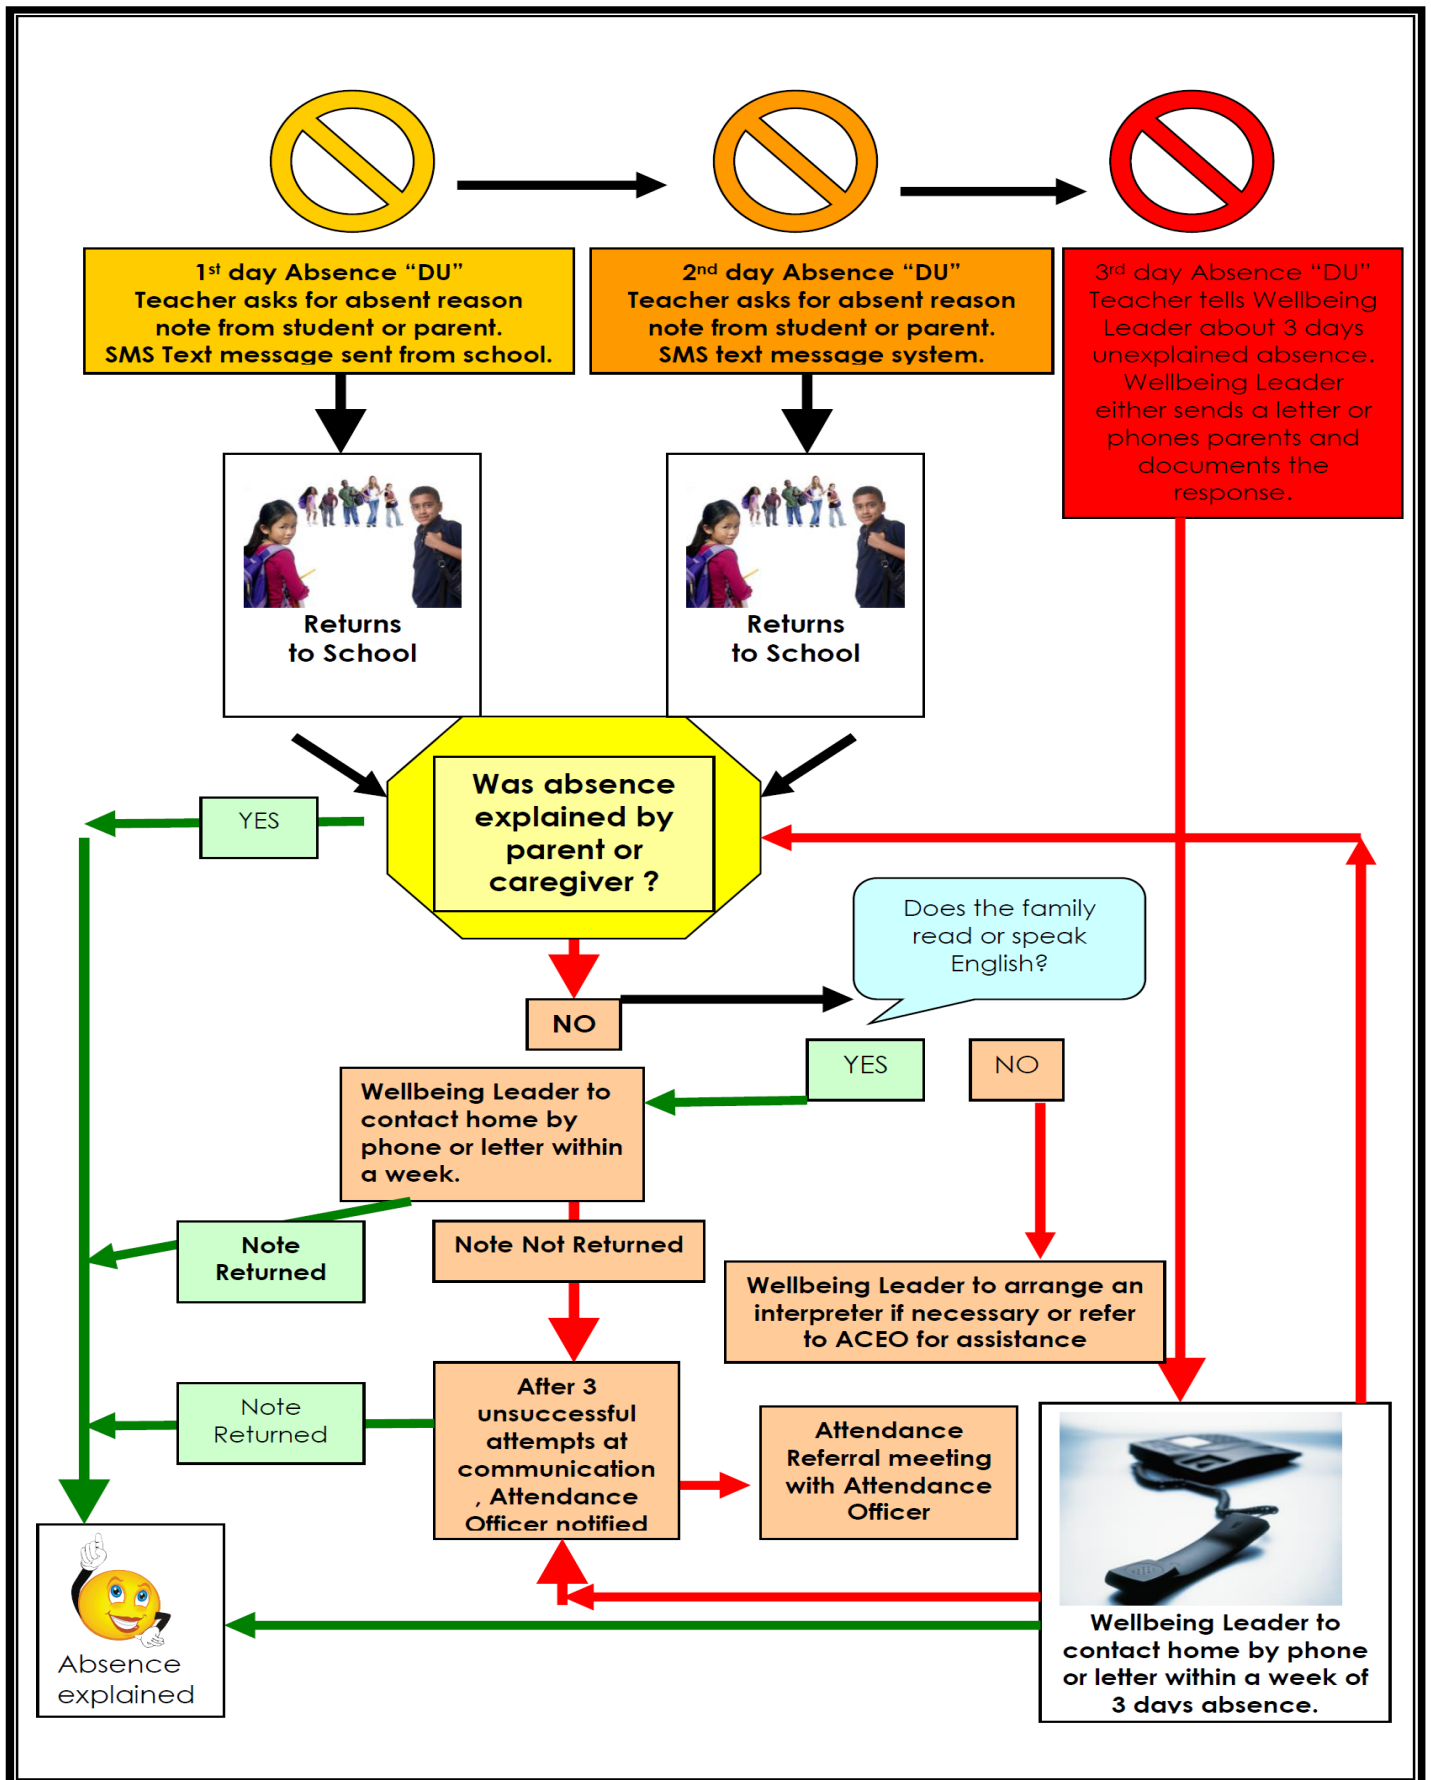 1st day Absence “DU”
Teacher asks for absent reason
note from student or parent.
SMS Text message sent from school.
2nd day Absence “DU”
Teacher asks for absent reason
note from student or parent.
SMS text message system.
3rd day Absence “DU”
Teacher tells Wellbeing
Leader about 3 days
unexplained absence.
Wellbeing Leader
either sends a letter or
phones parents and
documents the
response.
Returns
to School
Returns
to School
Was absence
explained by
parent or
caregiver ?
YES
Does the family
read or speak
English?
NO
YES
NO
Wellbeing Leader to
contact home by
phone or letter within
a week.
Note
Returned
Note Not Returned
Wellbeing Leader to arrange an
interpreter if necessary or refer
to ACEO for assistance
After 3
unsuccessful
attempts at
communication
, Attendance
Officer notified
Note
Returned
Attendance
Referral meeting
with Attendance
Officer
Absence
explained
Wellbeing Leader to
contact home by phone
or letter within a week of
3 days absence.